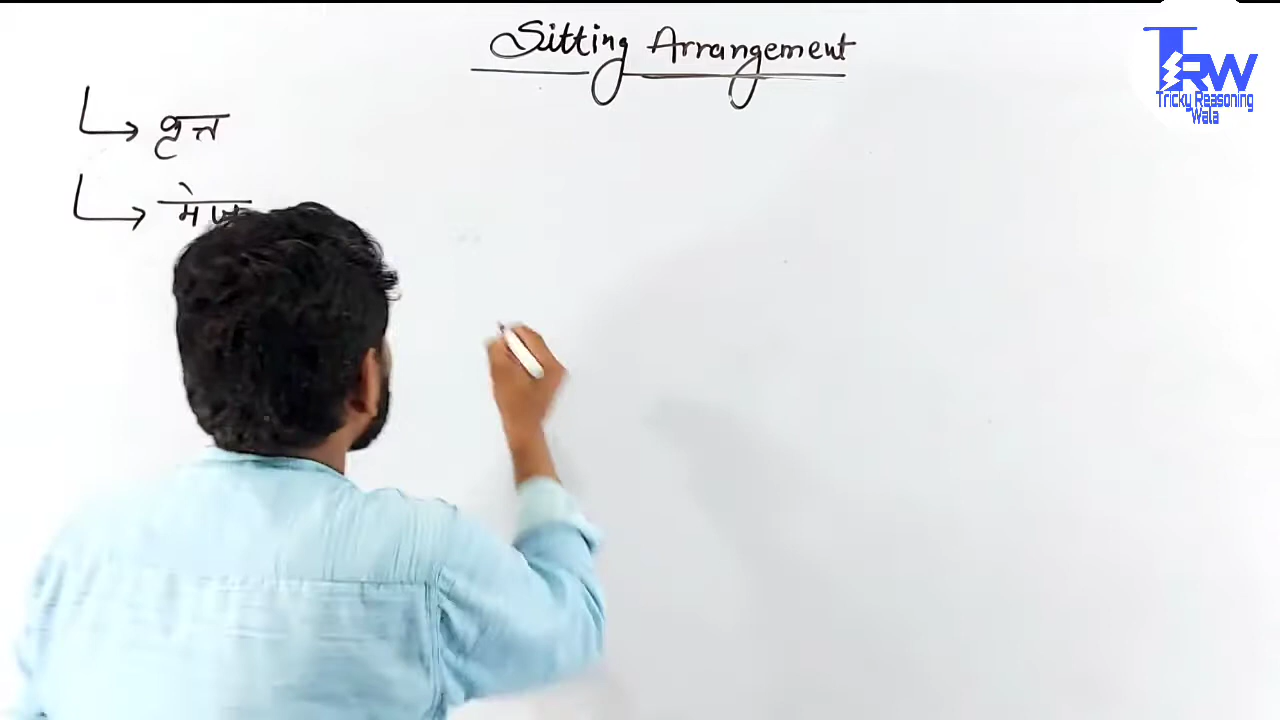 Sitting Arrangement
TRW
Tricky Reasoning
Wala
वृत्त
मेज